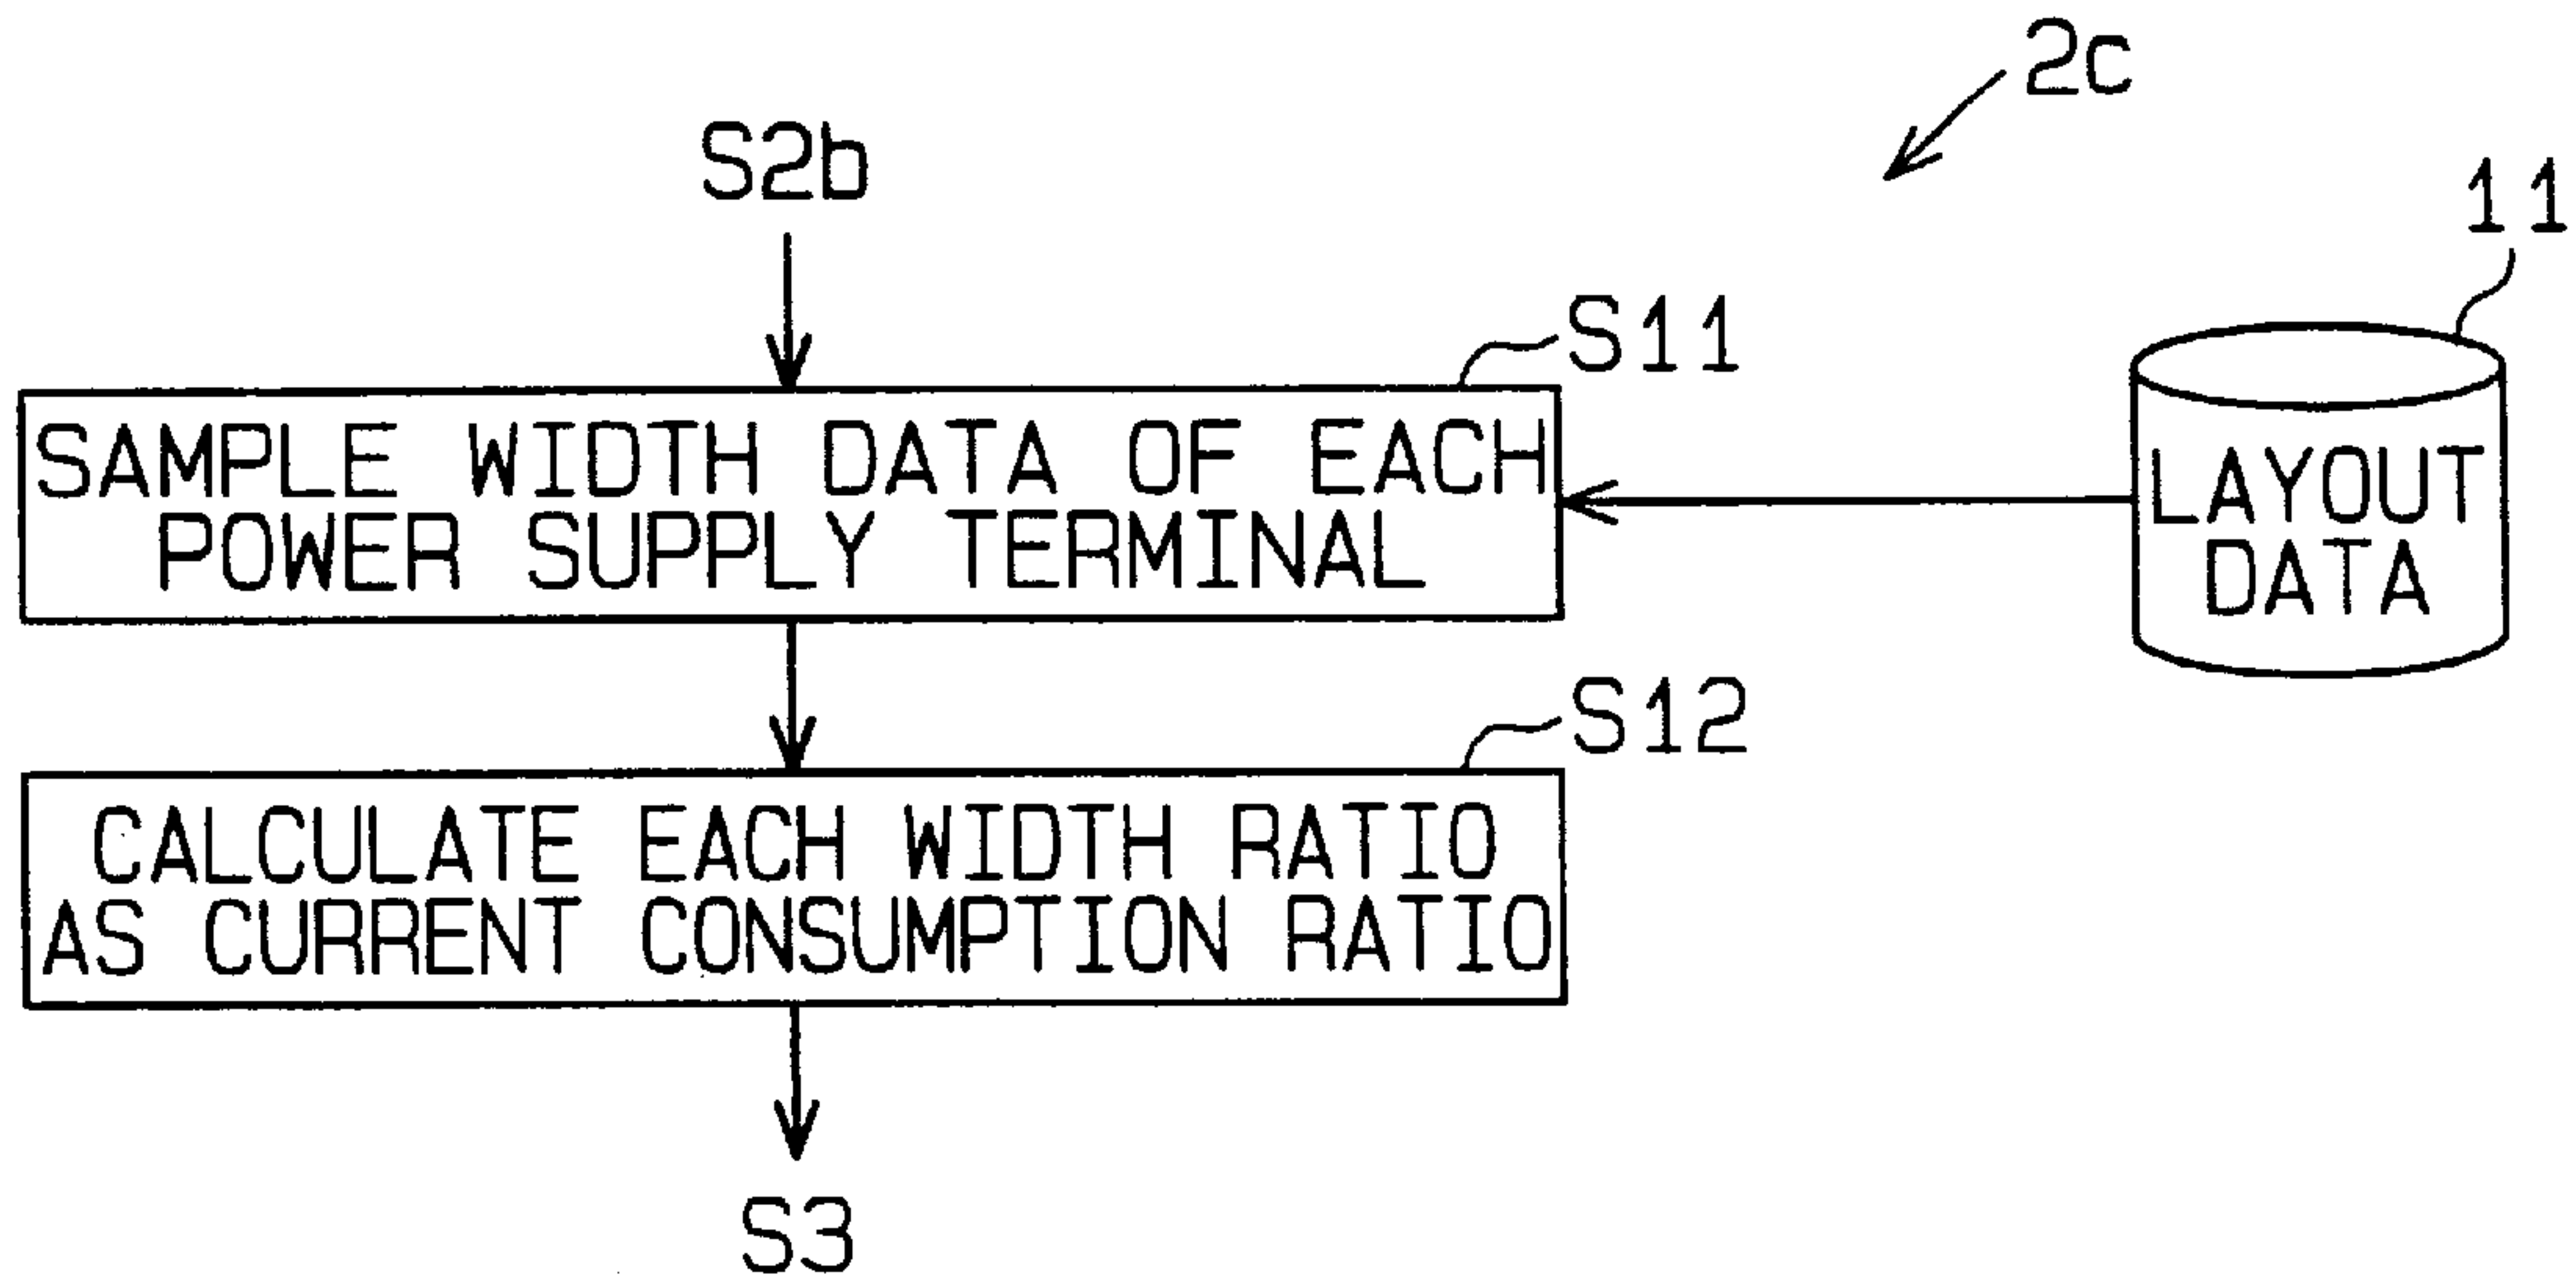 2c
S2b
11
S11
SAMPLE WIDTH DATA OF EACH
POWER SUPPLY TERMINAL
LAYOUT
DATA
S12
CALCULATE EACH WIDTH RATIO
AS CURRENT CONSUMPTION RATIO
S3